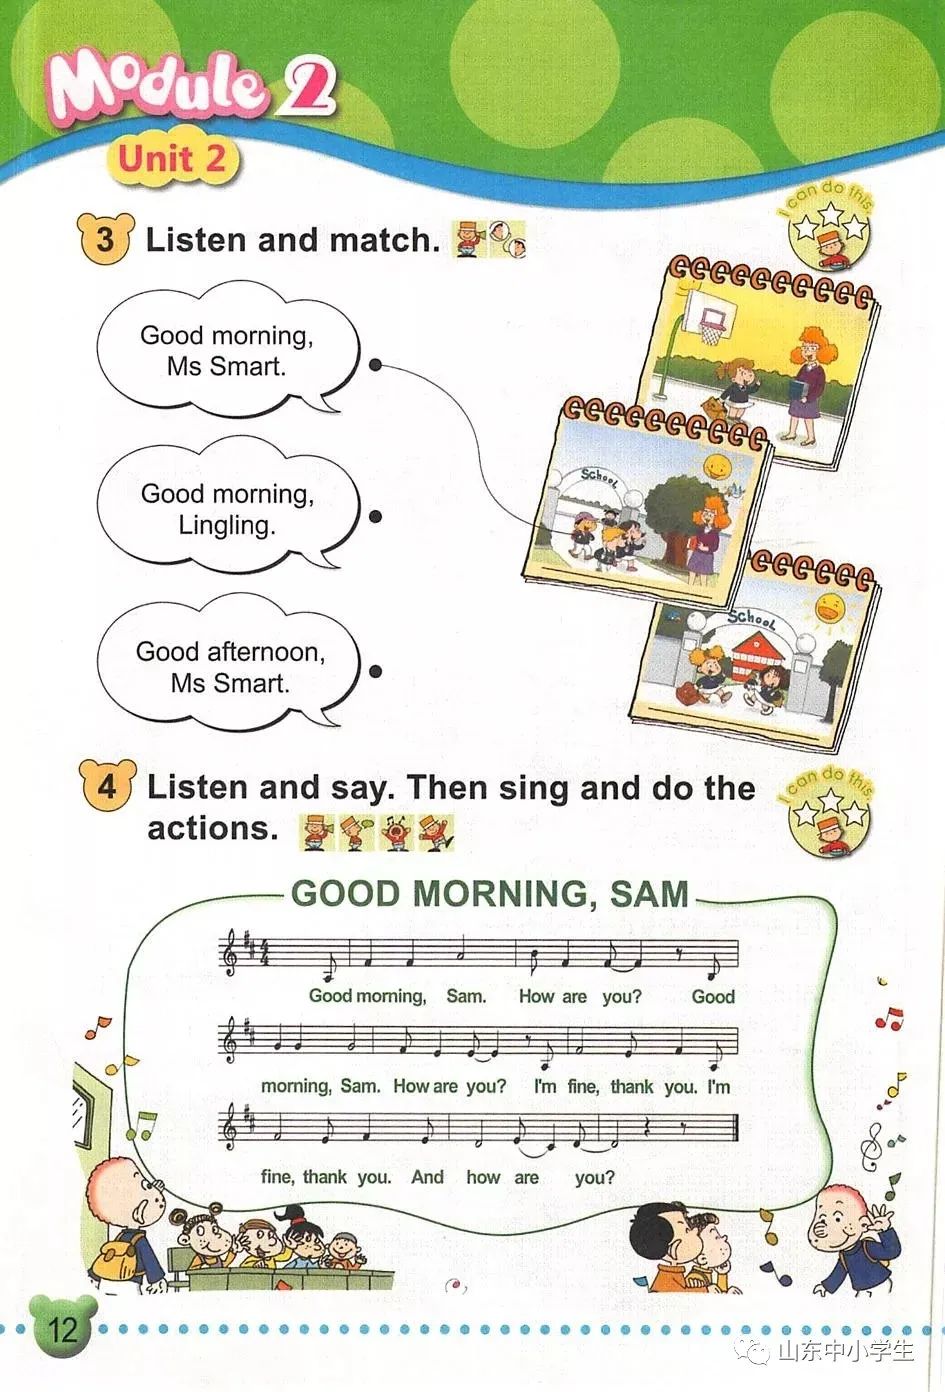 Module 2
Unit 2
3 Listen and match.
I can do this
Good morning,
Ms Smart.
Good morning,
Lingling.
Good afternoon,
Ms Smart.
School
School
4 Listen and say. Then sing and do the
actions.
I can do this
GOOD MORNING, SAM
4
4
Good morning, Sam. How are you? Good
morning, Sam. How are you? I'm fine, thank you. I'm
fine, thank you. And how are you?
12
山东中小学生